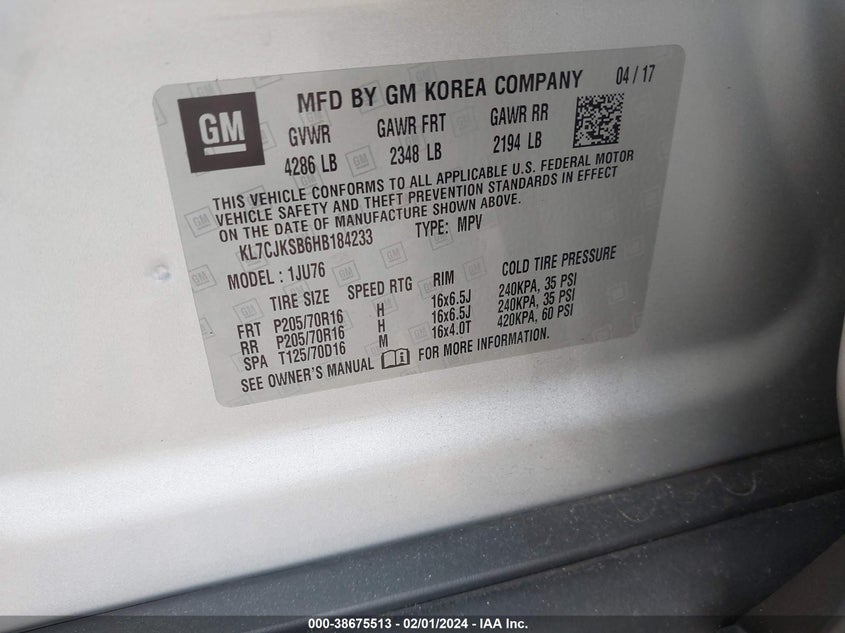 GM
MFD BY GM KOREA COMPANY 04 / 17
GVWR GAWR FRT GAWR RR
4286 LB 2348 LB 2194 LB
THIS VEHICLE CONFORMS TO ALL APPLICABLE U.S. FEDERAL MOTOR
VEHICLE SAFETY AND THEFT PREVENTION STANDARDS IN EFFECT
ON THE DATE OF MANUFACTURE SHOWN ABOVE.
KL7CJKSB6HB184233 TYPE: MPV
MODEL : 1JU76
TIRE SIZE SPEED RTG RIM COLD TIRE PRESSURE
FRT P205/70R16 H 16x6.5J 240KPA, 35 PSI
RR P205/70R16 H 16x6.5J 240KPA, 35 PSI
SPA T125/70D16 M 16x4.0T 420KPA, 60 PSI
SEE OWNER'S MANUAL FOR MORE INFORMATION.
000-38675513 - 02/01/2024 - IAA Inc.